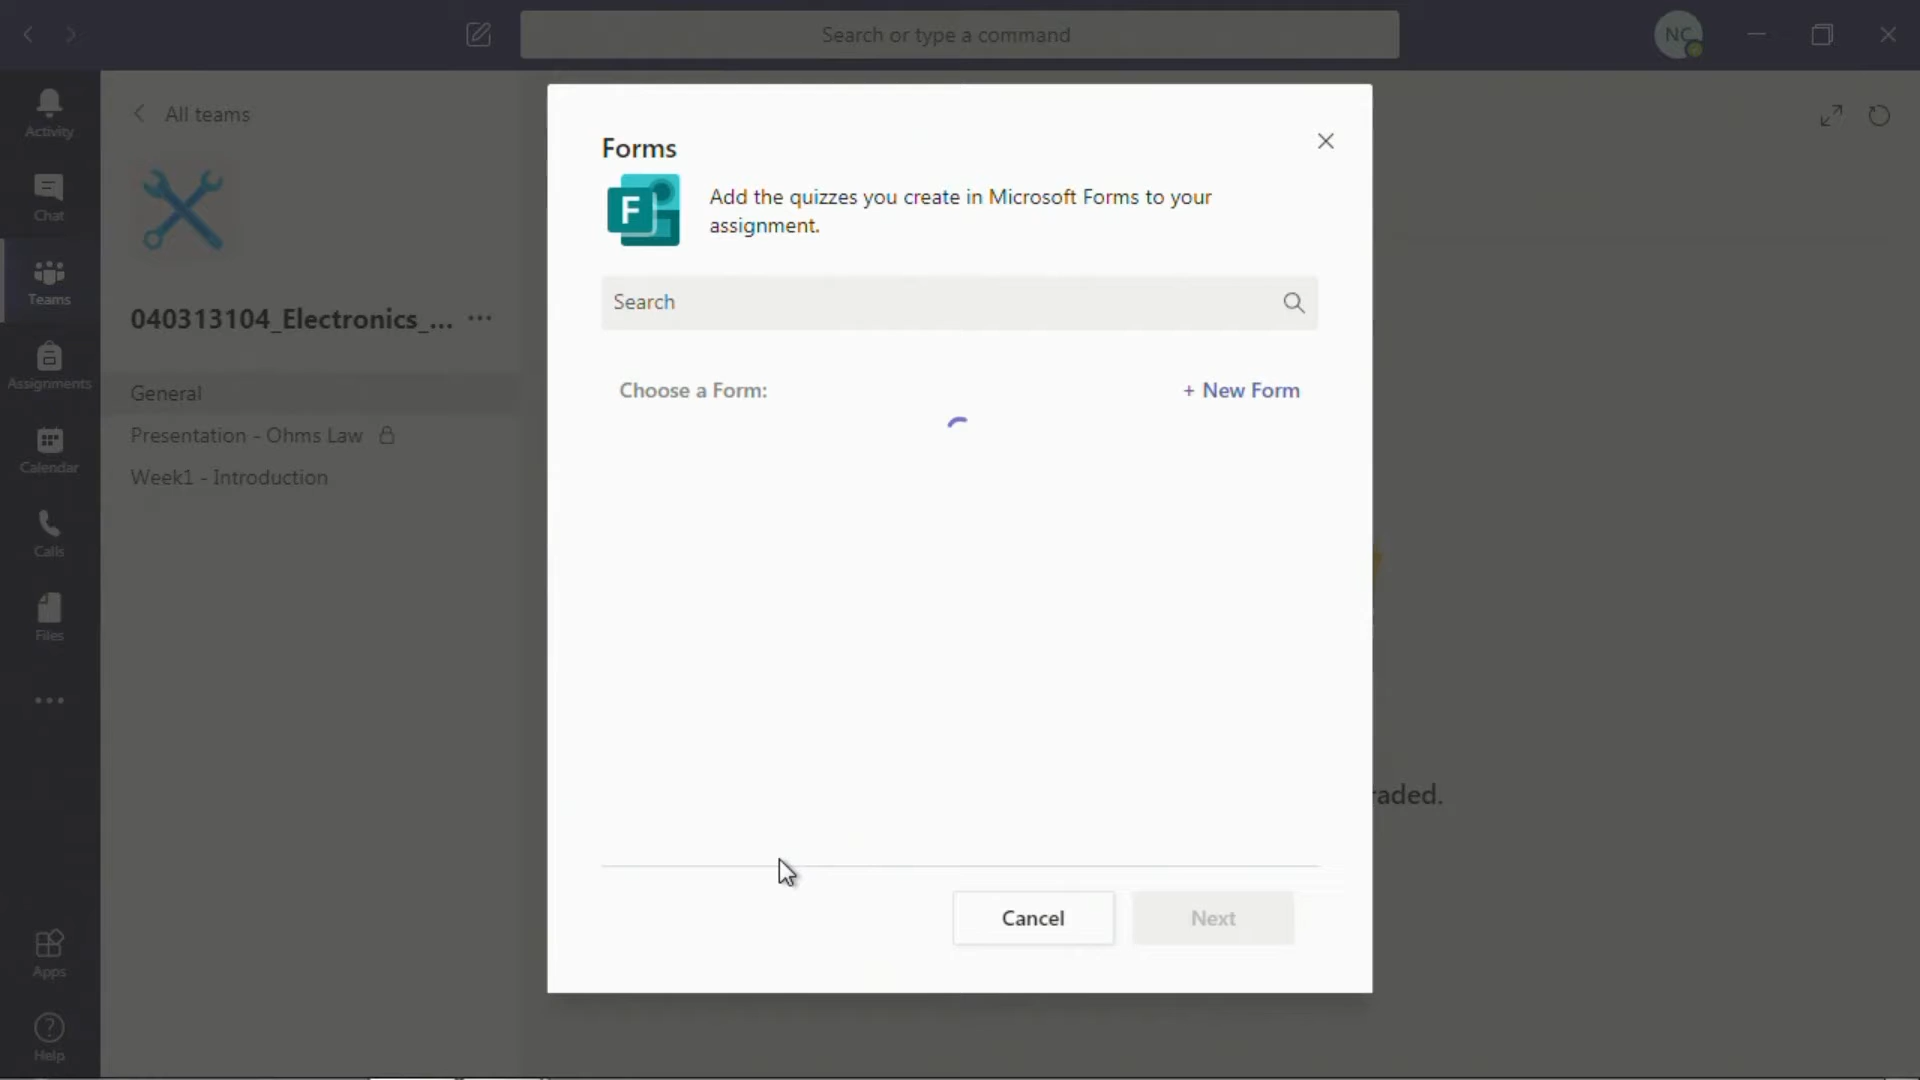 Search or type a command
NC
Activity
Chat
Teams
Assignments
Calendar
Calls
Files
Apps
Help
All teams
040313104_Electronics_... ...
General
Presentation - Ohms Law
Week1 - Introduction
Forms
F
Add the quizzes you create in Microsoft Forms to your
assignment.
Search
Choose a Form:
+ New Form
raded.
Cancel
Next